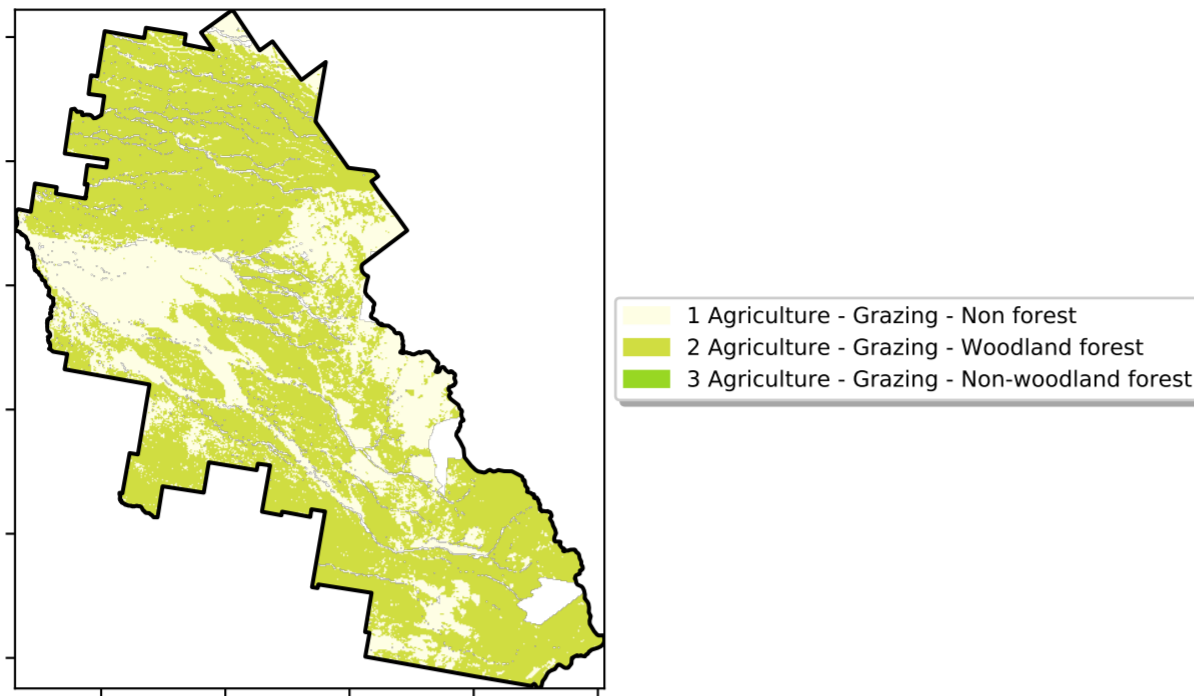 1 Agriculture - Grazing - Non forest
2 Agriculture - Grazing - Woodland forest
3 Agriculture - Grazing - Non-woodland forest